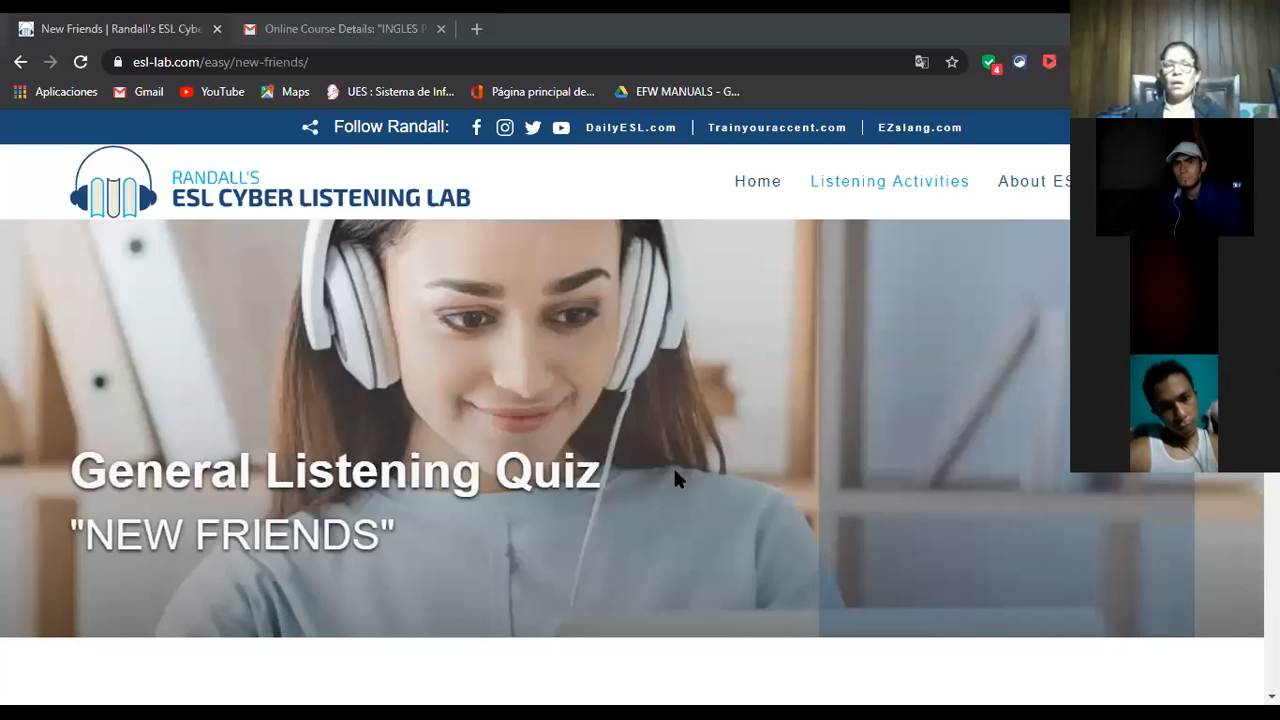 New Friends | Randall's ESL Cybe
Online Course Details: "INGLES P
esl-lab.com/easy/new-friends/
4
Aplicaciones
Gmail
YouTube
Maps
UES : Sistema de Inf...
Página principal de...
EFW MANUALS - G...
Follow Randall:
DailyESL.com
Trainyouraccent.com
EZslang.com
RANDALL'S
ESL CYBER LISTENING LAB
Home
Listening Activities
About ES
General Listening Quiz
"NEW FRIENDS"